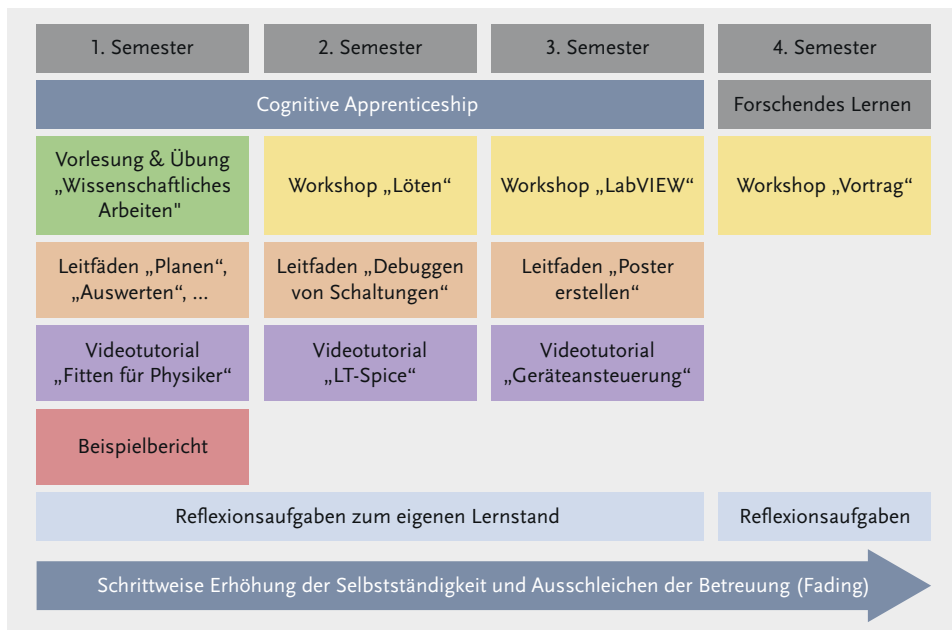 1. Semester
2. Semester
3. Semester
4. Semester
Cognitive Apprenticeship
Forschendes Lernen
Vorlesung & Übung
„Wissenschaftliches
Arbeiten"
Workshop „Löten“
Workshop „LabVIEW“
Workshop „Vortrag“
Leitfäden „Planen“,
„Auswerten“, ...
Leitfaden „Debuggen
von Schaltungen“
Leitfaden „Poster
erstellen“
Videotutorial
„Fitten für Physiker“
Videotutorial
„LT-Spice“
Videotutorial
„Geräteansteuerung“
Beispielbericht
Reflexionsaufgaben zum eigenen Lernstand
Reflexionsaufgaben
Schrittweise Erhöhung der Selbstständigkeit und Ausschleichen der Betreuung (Fading)